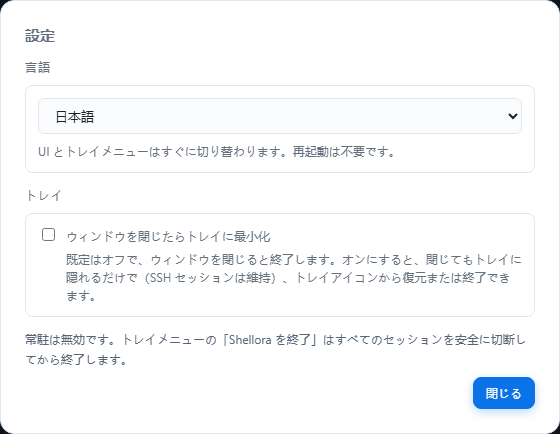 設定
言語
日本語
UI とトレイメニューはすぐに切り替わります。再起動は不要です。
トレイ
ウィンドウを閉じたらトレイに最小化
既定はオフで、ウィンドウを閉じると終了します。オンにすると、閉じてもトレイに
隠れるだけで（SSH セッションは維持）、トレイアイコンから復元または終了でき
ます。
常駐は無効です。トレイメニューの「Shellora を終了」はすべてのセッションを安全に切断し
てから終了します。
閉じる